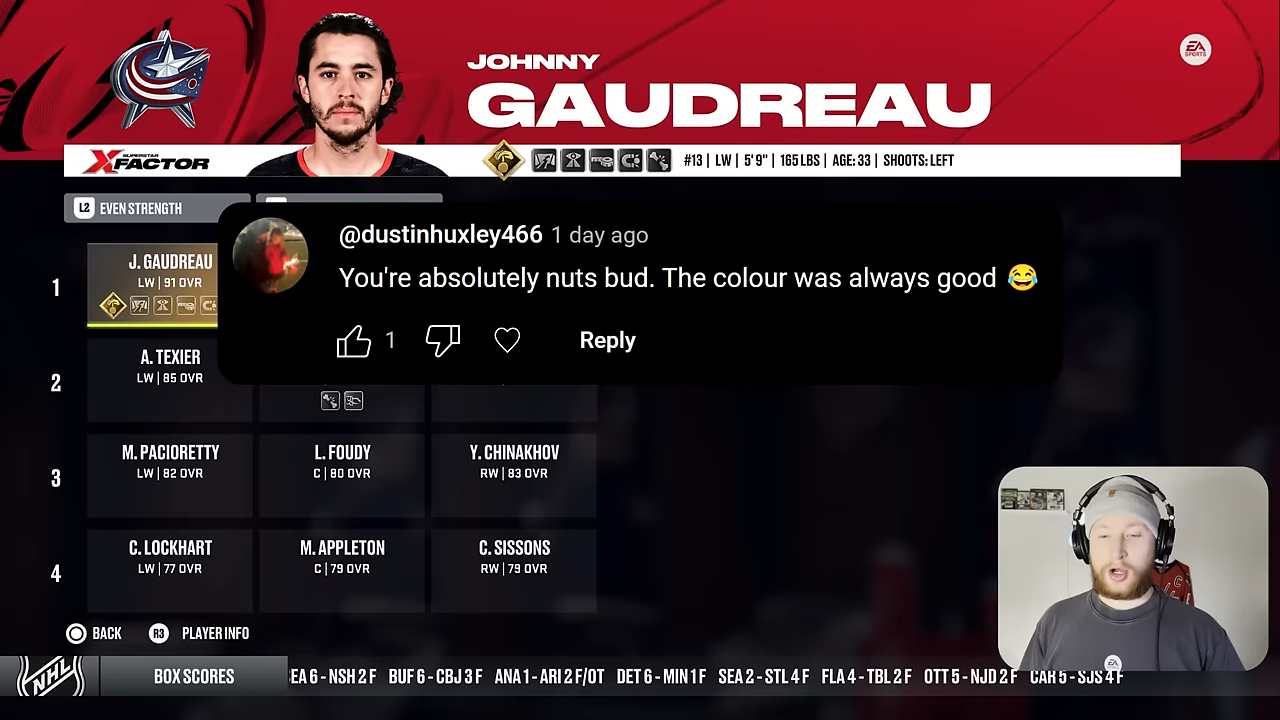 JOHNNY
GAUDREAU
EA SPORTS
SUPERSTAR
XFACTOR
#13 | LW | 5' 9" | 165 LBS | AGE: 33 | SHOOTS: LEFT
L2 EVEN STRENGTH
@dustinhuxley466 1 day ago
You're absolutely nuts bud. The colour was always good 😂
1
Reply
1
J. GAUDREAU
LW | 91 OVR
2
A. TEXIER
LW | 85 OVR
3
M. PACIORETTY
LW | 82 OVR
L. FOUDY
C | 80 OVR
Y. CHINAKHOV
RW | 83 OVR
4
C. LOCKHART
LW | 77 OVR
M. APPLETON
C | 79 OVR
C. SISSONS
RW | 79 OVR
BACK
R3 PLAYER INFO
NHL
BOX SCORES
EA 6 - NSH 2 F BUF 6 - CBJ 3 F ANA 1 - ARI 2 F/OT DET 6 - MIN 1 F SEA 2 - STL 4 F FLA 4 - TBL 2 F OTT 5 - NJD 2 F CAR 5 - SJS 4 F